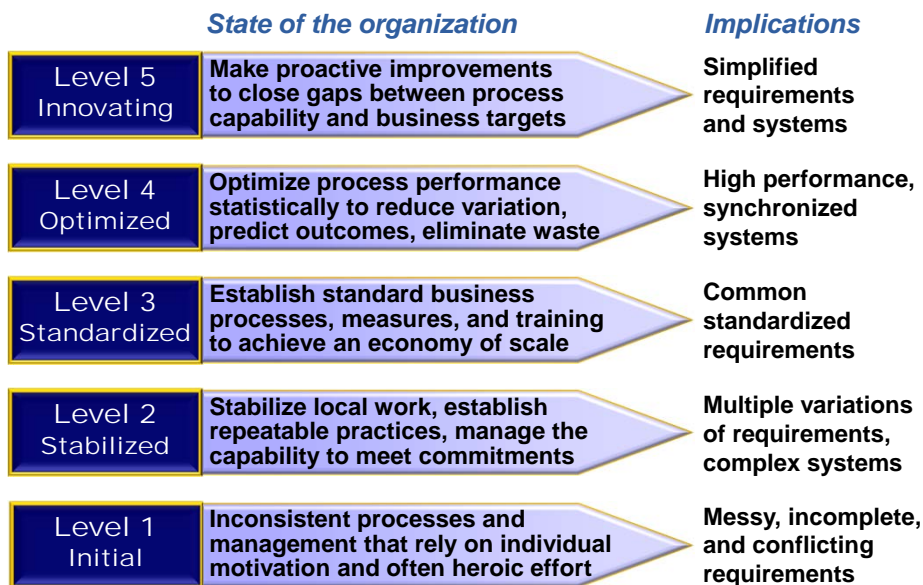 State of the organization
Implications
Level 5
Innovating
Make proactive improvements
to close gaps between process
capability and business targets
Simplified
requirements
and systems
Level 4
Optimized
Optimize process performance
statistically to reduce variation,
predict outcomes, eliminate waste
High performance,
synchronized
systems
Level 3
Standardized
Establish standard business
processes, measures, and training
to achieve an economy of scale
Common
standardized
requirements
Level 2
Stabilized
Stabilize local work, establish
repeatable practices, manage the
capability to meet commitments
Multiple variations
of requirements,
complex systems
Level 1
Initial
Inconsistent processes and
management that rely on individual
motivation and often heroic effort
Messy, incomplete,
and conflicting
requirements